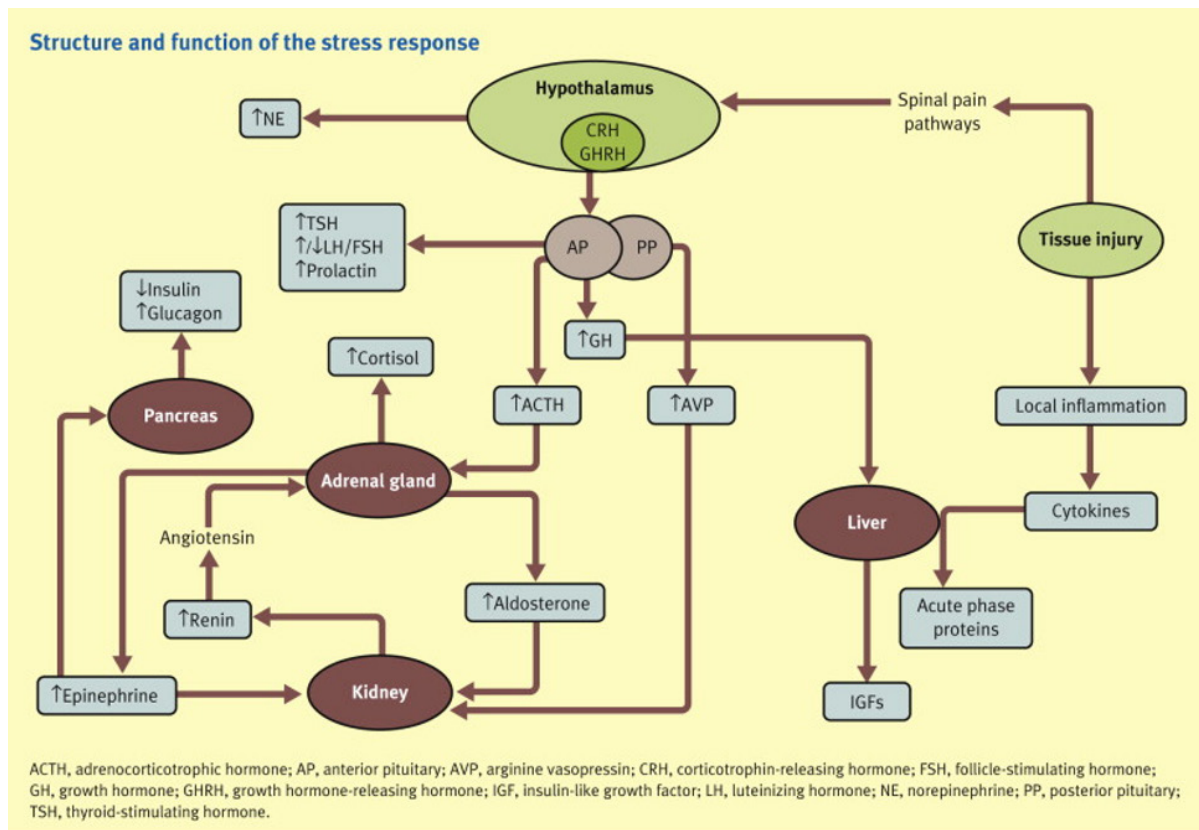 Structure and function of the stress response
Hypothalamus
CRH
GHRH
↑NE
Spinal pain
pathways
↑TSH
↑/↓LH/FSH
↑Prolactin
AP
PP
Tissue injury
↓Insulin
↑Glucagon
↑GH
↑Cortisol
Pancreas
↑ACTH
↑AVP
Local inflammation
Adrenal gland
Liver
Cytokines
Angiotensin
↑Renin
↑Aldosterone
Acute phase
proteins
↑Epinephrine
Kidney
IGFs
ACTH, adrenocorticotrophic hormone; AP, anterior pituitary; AVP, arginine vasopressin; CRH, corticotrophin-releasing hormone; FSH, follicle-stimulating hormone;
GH, growth hormone; GHRH, growth hormone-releasing hormone; IGF, insulin-like growth factor; LH, luteinizing hormone; NE, norepinephrine; PP, posterior pituitary;
TSH, thyroid-stimulating hormone.